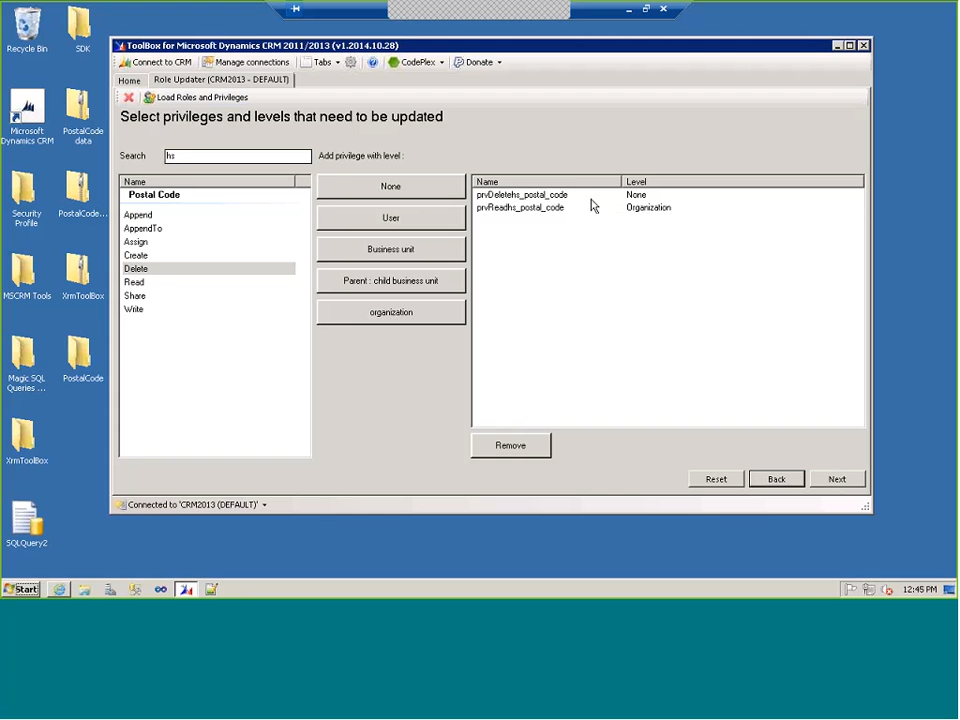 Recycle Bin
SDK
Microsoft Dynamics CRM
PostalCode data
Security Profile
PostalCode...
MSCRM Tools
XrmToolBox
Magic SQL Queries ...
PostalCode
XrmToolBox
SQLQuery2
ToolBox for Microsoft Dynamics CRM 2011/2013 (v1.2014.10.28)
Connect to CRM Manage connections Tabs CodePlex Donate
Home Role Updater (CRM2013 - DEFAULT)
Load Roles and Privileges
Select privileges and levels that need to be updated
Search hs Add privilege with level :
Name
Postal Code
Append
AppendTo
Assign
Create
Delete
Read
Share
Write
None
User
Business unit
Parent : child business unit
organization
Name Level
prvDeletehs_postal_code None
prvReadhs_postal_code Organization
Remove
Reset Back Next
Connected to 'CRM2013 (DEFAULT)'
Start 12:45 PM